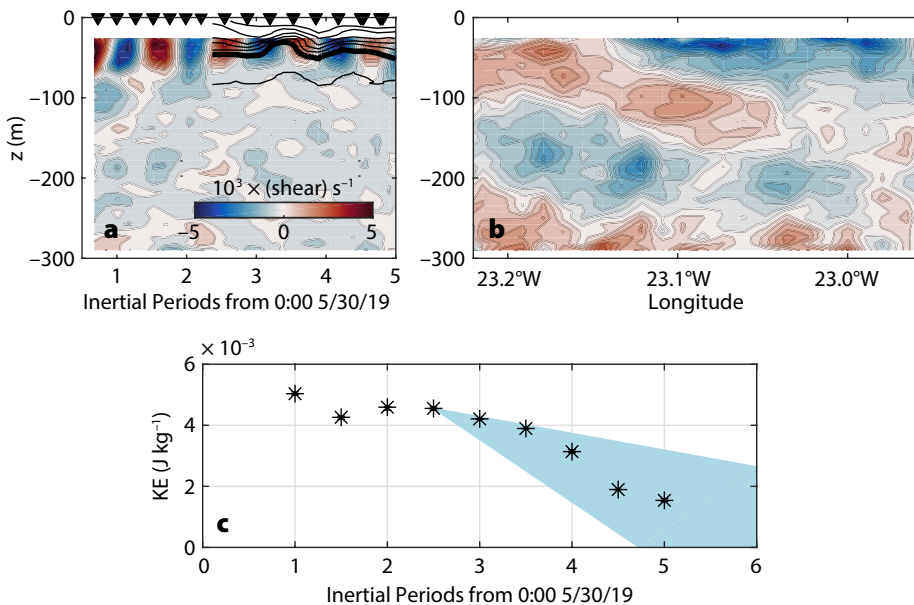 0
−100
−200
−300
z (m)
10³ × (shear) s⁻¹
−5 0 5
a
1 2 3 4 5
Inertial Periods from 0:00 5/30/19
0
−100
−200
−300
b
23.2°W 23.1°W 23.0°W
Longitude
× 10⁻³
6
4
2
0
KE (J kg⁻¹)
c
0 1 2 3 4 5 6
Inertial Periods from 0:00 5/30/19